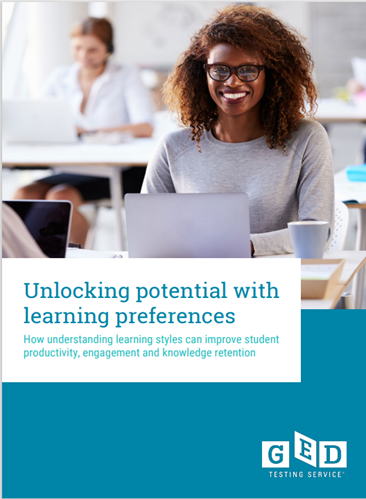 Unlocking potential with
learning preferences
How understanding learning styles can improve student
productivity, engagement and knowledge retention
GED
TESTING SERVICE